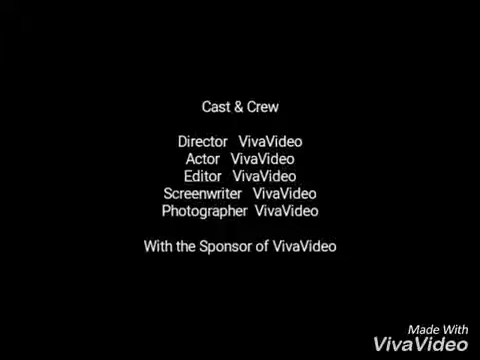 Cast & Crew
Director VivaVideo
Actor VivaVideo
Editor VivaVideo
Screenwriter VivaVideo
Photographer VivaVideo
With the Sponsor of VivaVideo
Made With
VivaVideo